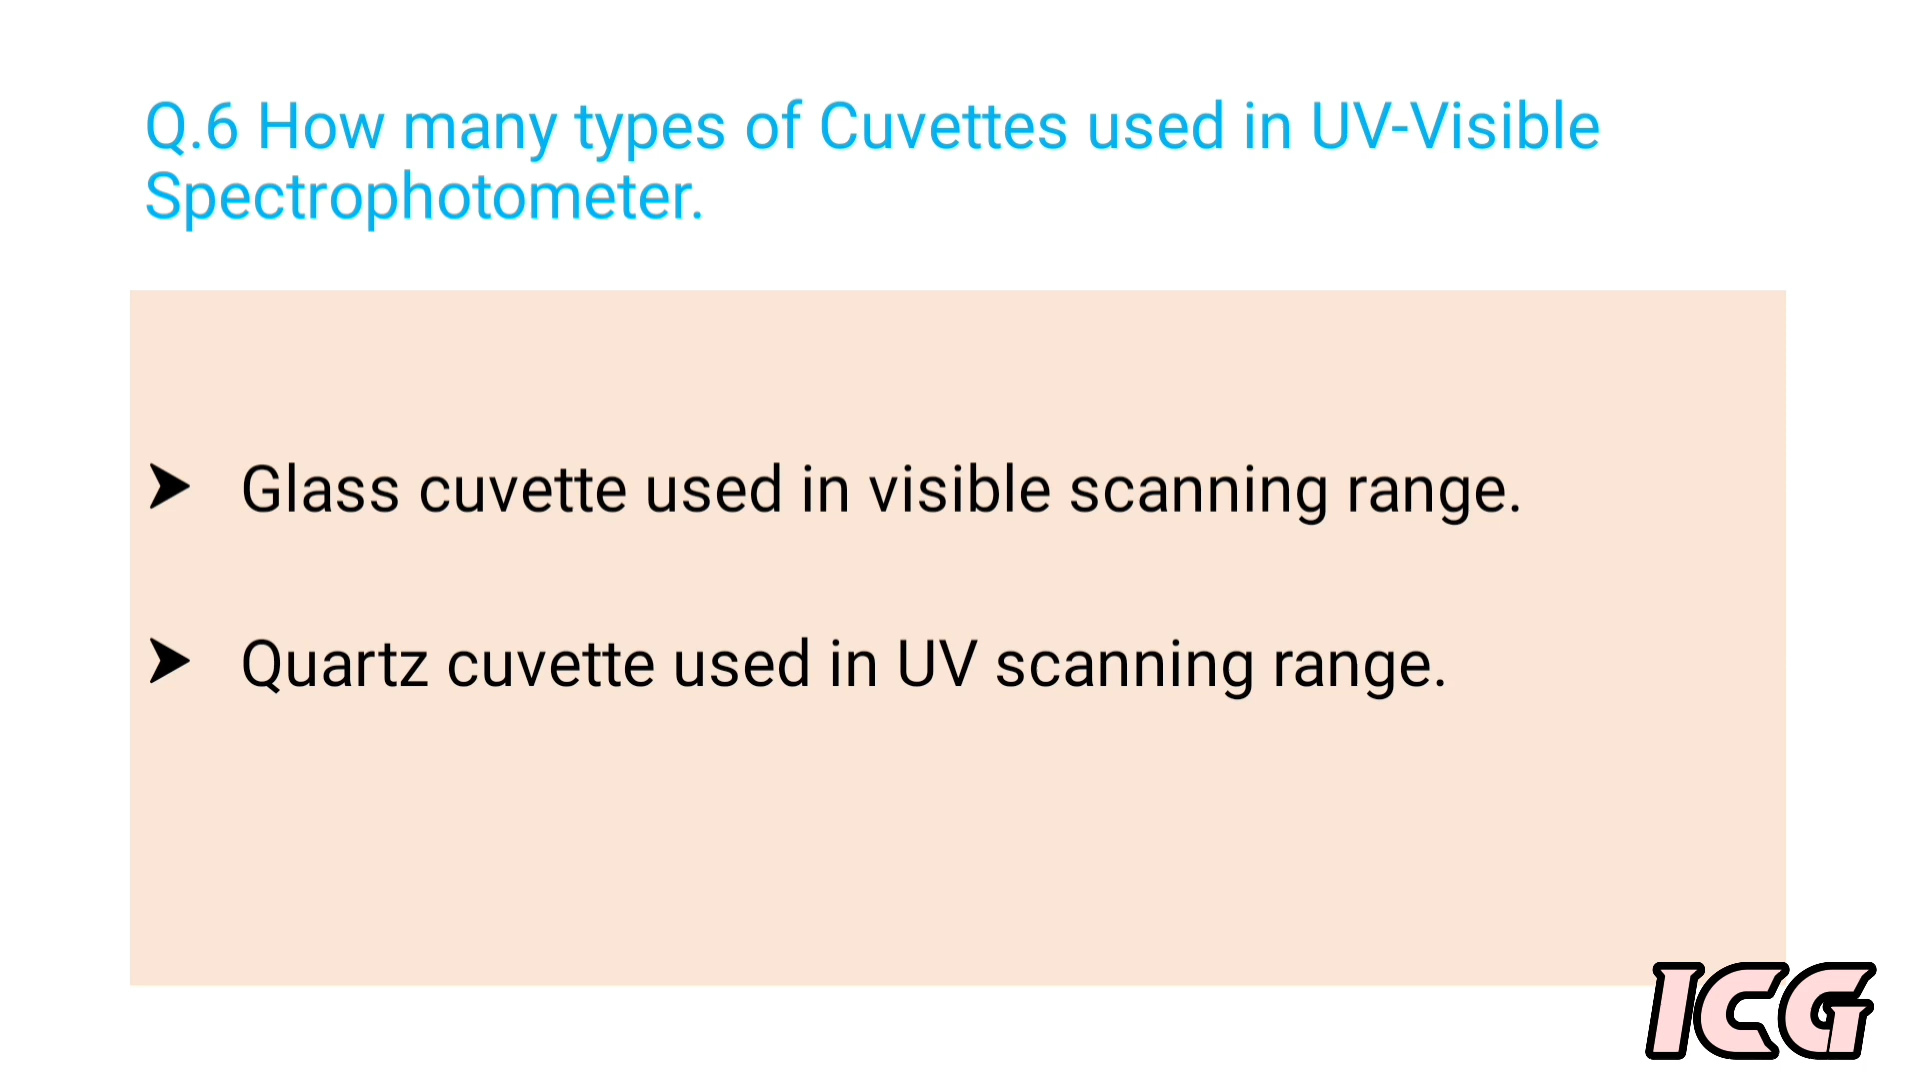 Q.6 How many types of Cuvettes used in UV-Visible
Spectrophotometer.
➤ Glass cuvette used in visible scanning range.
➤ Quartz cuvette used in UV scanning range.
ICG